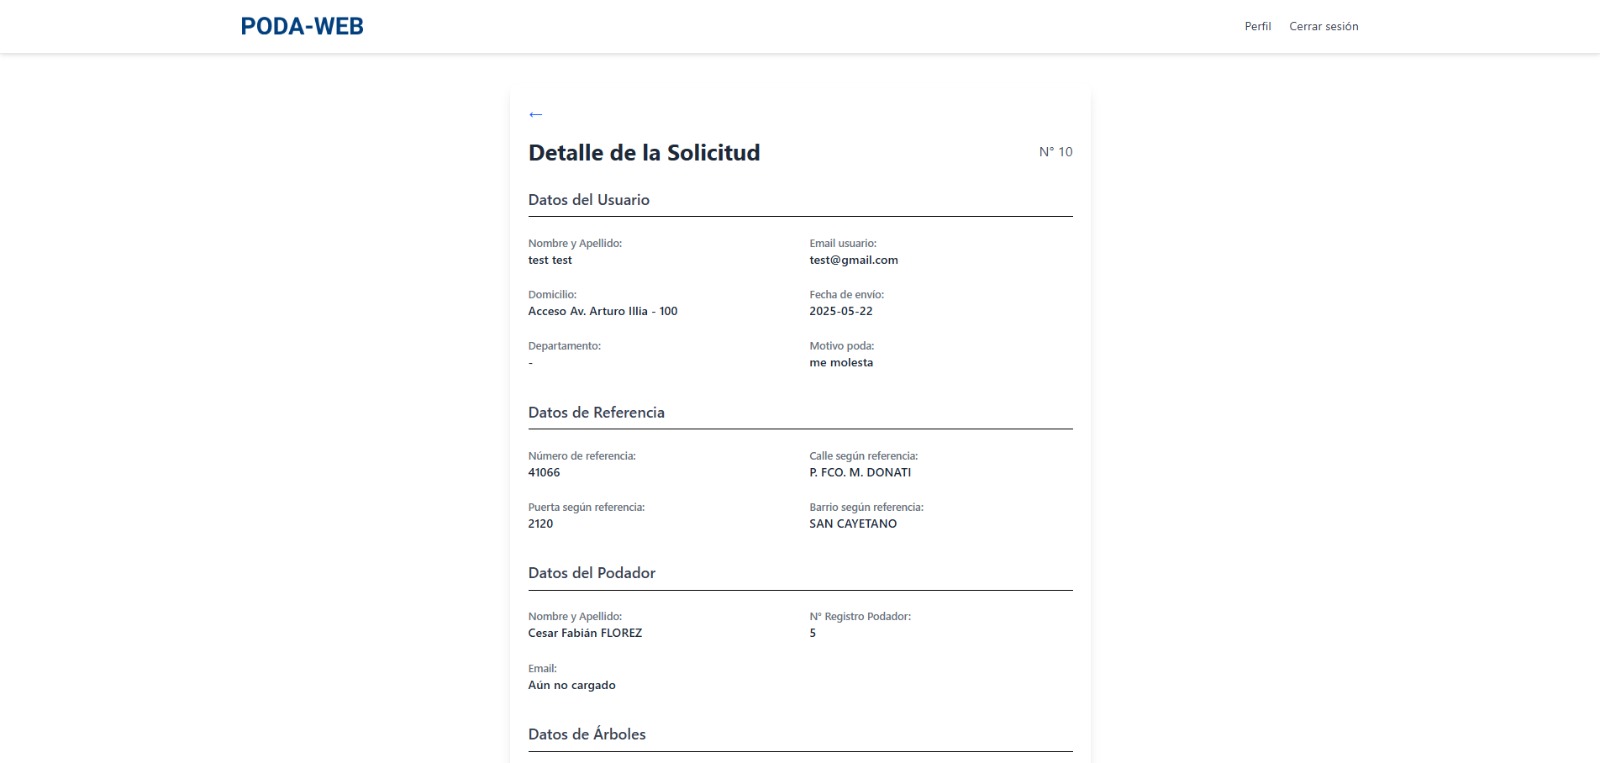 PODA-WEB
Perfil
Cerrar sesión
←
Detalle de la Solicitud
N° 10
Datos del Usuario
Nombre y Apellido:
test test
Email usuario:
test@gmail.com
Domicilio:
Acceso Av. Arturo Illia - 100
Fecha de envío:
2025-05-22
Departamento:
-
Motivo poda:
me molesta
Datos de Referencia
Número de referencia:
41066
Calle según referencia:
P. FCO. M. DONATI
Puerta según referencia:
2120
Barrio según referencia:
SAN CAYETANO
Datos del Podador
Nombre y Apellido:
Cesar Fabián FLOREZ
N° Registro Podador:
5
Email:
Aún no cargado
Datos de Árboles